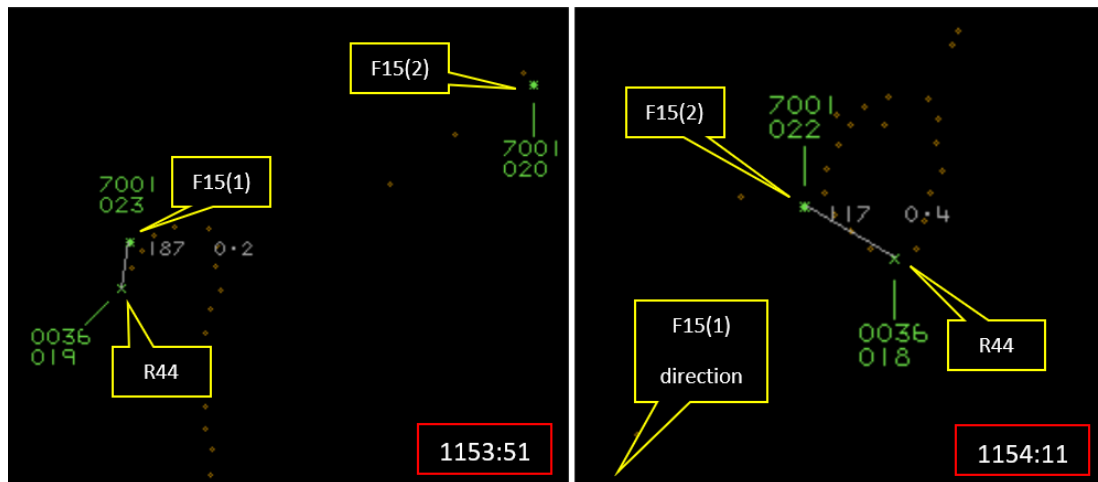 F15(2)
7001
020
F15(1)
7001
023
187 0·2
0036
019
R44
1153:51
F15(2)
7001
022
117 0·4
F15(1)
direction
0036
018
R44
1154:11